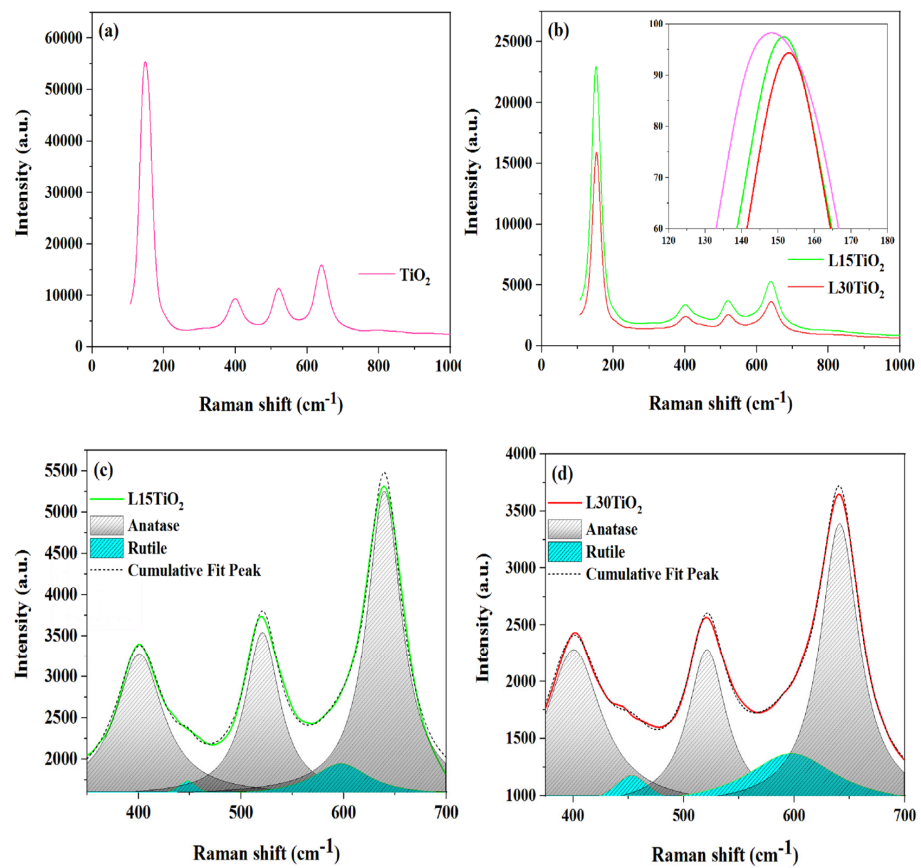 (a)
60000
50000
40000
30000
20000
10000
0
Intensity (a.u.)
TiO₂
0 200 400 600 800 1000
Raman shift (cm⁻¹)
(b)
25000
20000
15000
10000
5000
0
Intensity (a.u.)
100
90
80
70
60
120 130 140 150 160 170 180
L15TiO₂
L30TiO₂
0 200 400 600 800 1000
Raman shift (cm⁻¹)
(c)
5500
5000
4500
4000
3500
3000
2500
2000
Intensity (a.u.)
L15TiO₂
Anatase
Rutile
Cumulative Fit Peak
400 500 600 700
Raman shift (cm⁻¹)
(d)
4000
3500
3000
2500
2000
1500
1000
Intensity (a.u.)
L30TiO₂
Anatase
Rutile
Cumulative Fit Peak
400 500 600 700
Raman shift (cm⁻¹)